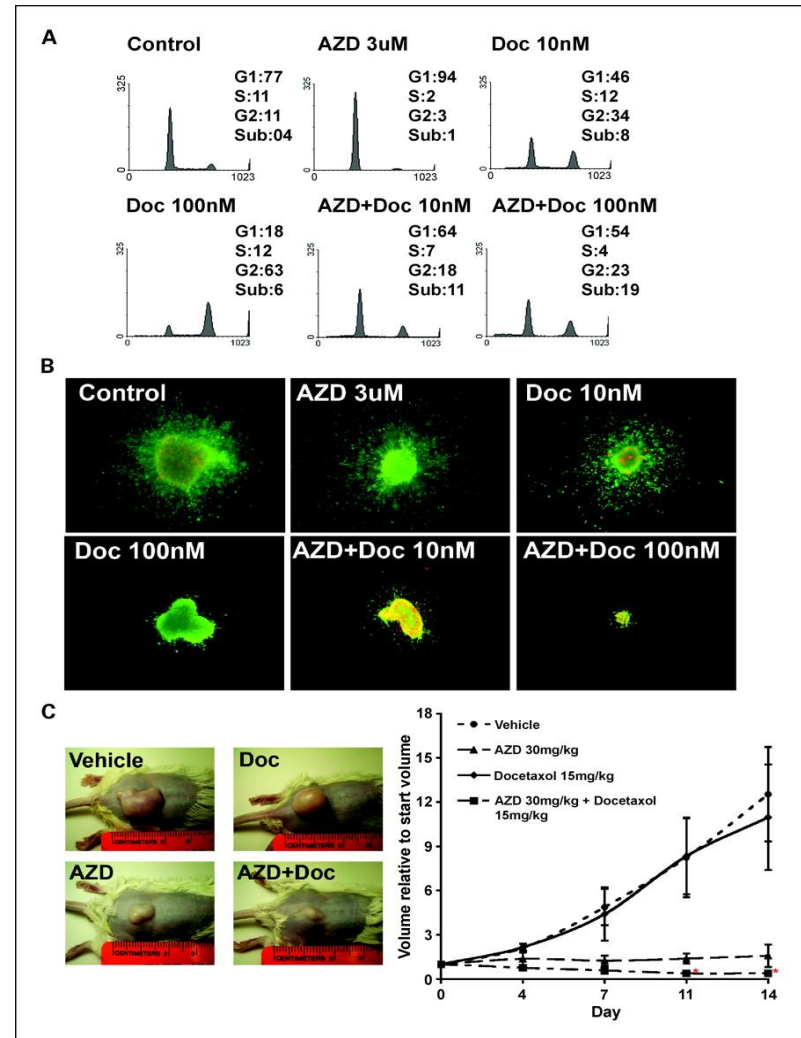 A
Control
G1:77
S:11
G2:11
Sub:04
325
0
0
1023
AZD 3uM
G1:94
S:2
G2:3
Sub:1
325
0
0
1023
Doc 10nM
G1:46
S:12
G2:34
Sub:8
325
0
0
1023
Doc 100nM
G1:18
S:12
G2:63
Sub:6
325
0
0
1023
AZD+Doc 10nM
G1:64
S:7
G2:18
Sub:11
325
0
0
1023
AZD+Doc 100nM
G1:54
S:4
G2:23
Sub:19
325
0
0
1023
B
Control
AZD 3uM
Doc 10nM
Doc 100nM
AZD+Doc 10nM
AZD+Doc 100nM
C
Vehicle
CENTIMETERS
Doc
CENTIMETERS
AZD
CENTIMETERS
AZD+Doc
CENTIMETERS
Volume relative to start volume
18
15
12
9
6
3
0
Vehicle
AZD 30mg/kg
Docetaxol 15mg/kg
AZD 30mg/kg + Docetaxol
15mg/kg
*
*
0
4
7
11
14
Day